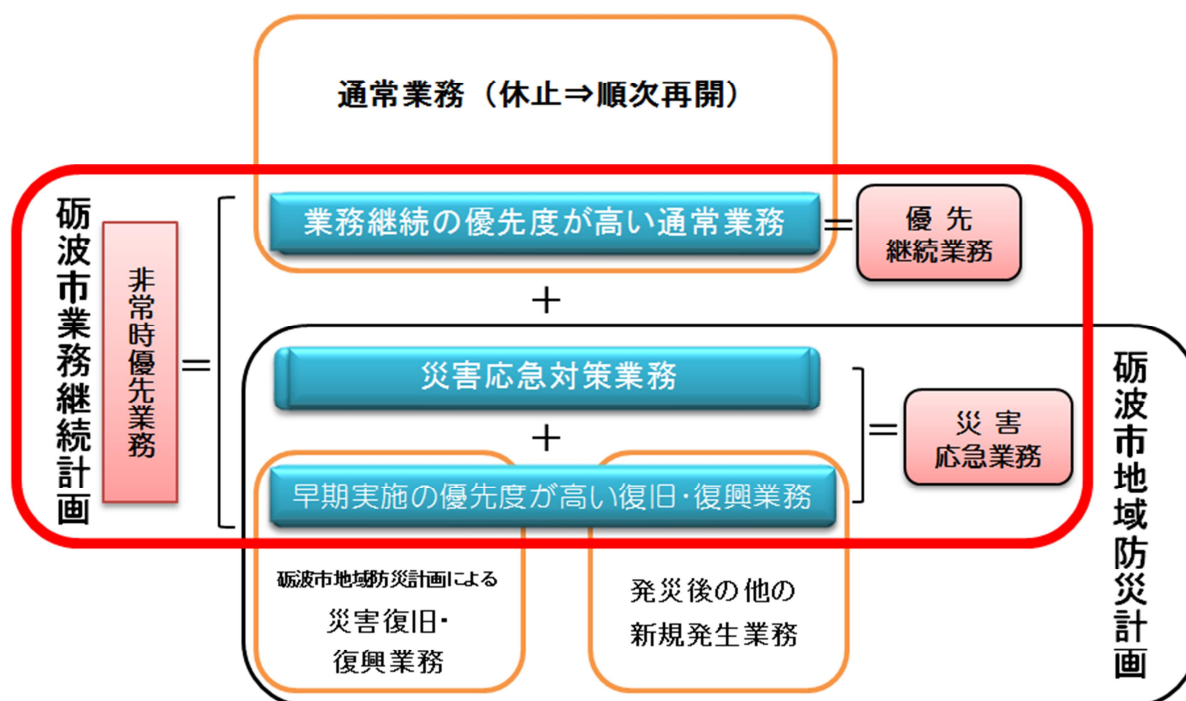 通常業務（休止⇒順次再開）
砺波市業務継続計画
非常時優先業務
＝
業務継続の優先度が高い通常業務
＝
優 先
継続業務
＋
災害応急対策業務
＋
早期実施の優先度が高い復旧・復興業務
＝
災 害
応急業務
砺波市地域防災計画
砺波市地域防災計画による
災害復旧・
復興業務
発災後の他の
新規発生業務